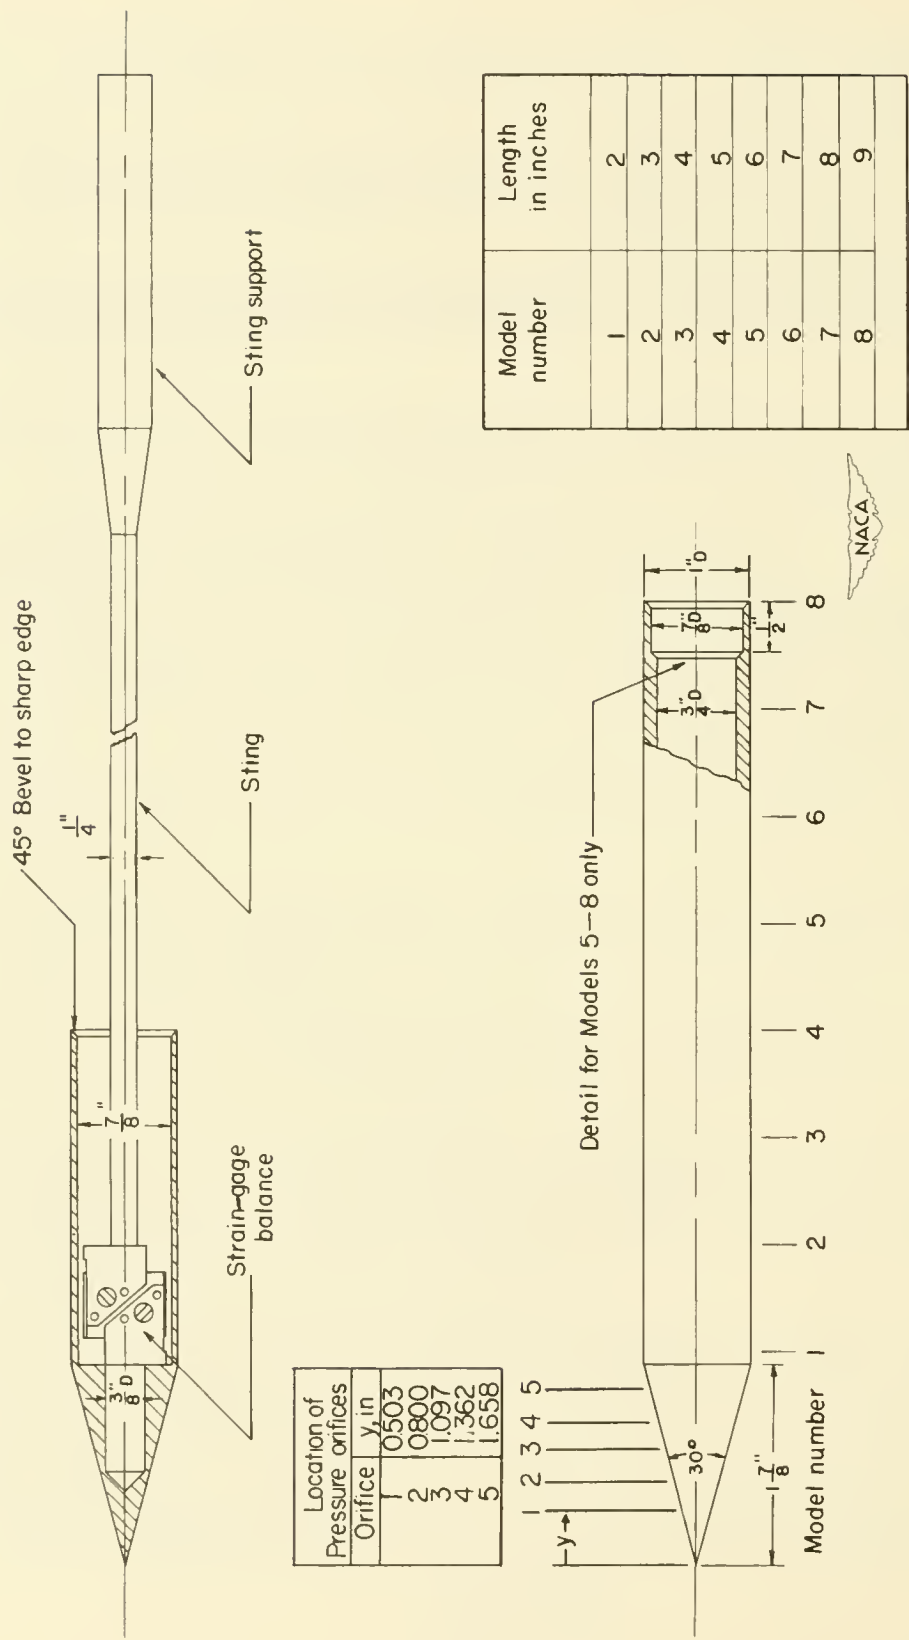 45° Bevel to sharp edge
1"
4
7"
8
3"D
8
Strain-gage
balance
Sting
Sting support
Location of
Pressure orifices
Orifice y, in
1 0.503
2 0.800
3 1.097
4 1.362
5 1.658
Model number Length in inches
1 2
2 3
3 4
4 5
5 6
6 7
7 8
8 9
Detail for Models 5–8 only
1 2 3 4 5
y
30°
1 7"
8
3"D
4
7"D
8
1"D
1"
2
Model number 1 2 3 4 5 6 7 8
NACA